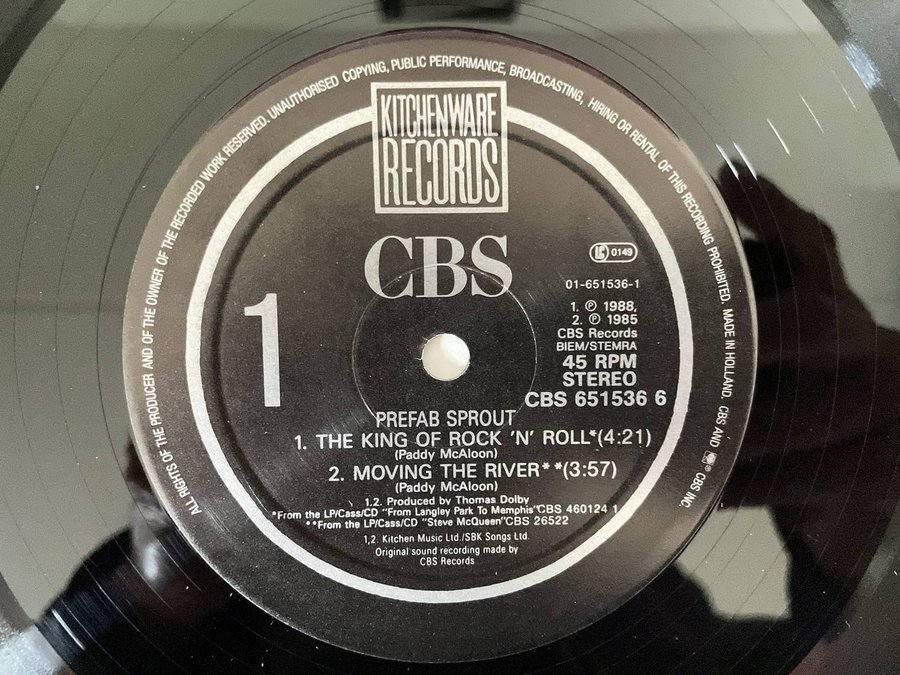 ALL RIGHTS OF THE PRODUCER AND OF THE OWNER OF THE RECORDED WORK RESERVED. UNAUTHORISED COPYING, PUBLIC PERFORMANCE, BROADCASTING, HIRING OR RENTAL OF THIS RECORDING PROHIBITED. MADE IN HOLLAND. CBS AND ® CBS INC.
KITCHENWARE
RECORDS
CBS
LC 0149
01-651536-1
1
1. ℗ 1988,
2. ℗ 1985
CBS Records
BIEM/STEMRA
45 RPM
STEREO
CBS 651536 6
PREFAB SPROUT
1. THE KING OF ROCK 'N' ROLL*(4:21)
(Paddy McAloon)
2. MOVING THE RIVER**(3:57)
(Paddy McAloon)
1,2. Produced by Thomas Dolby
*From the LP/Cass/CD "From Langley Park To Memphis"CBS 460124 1
**From the LP/Cass/CD "Steve McQueen"CBS 26522
1,2. Kitchen Music Ltd./SBK Songs Ltd.
Original sound recording made by
CBS Records